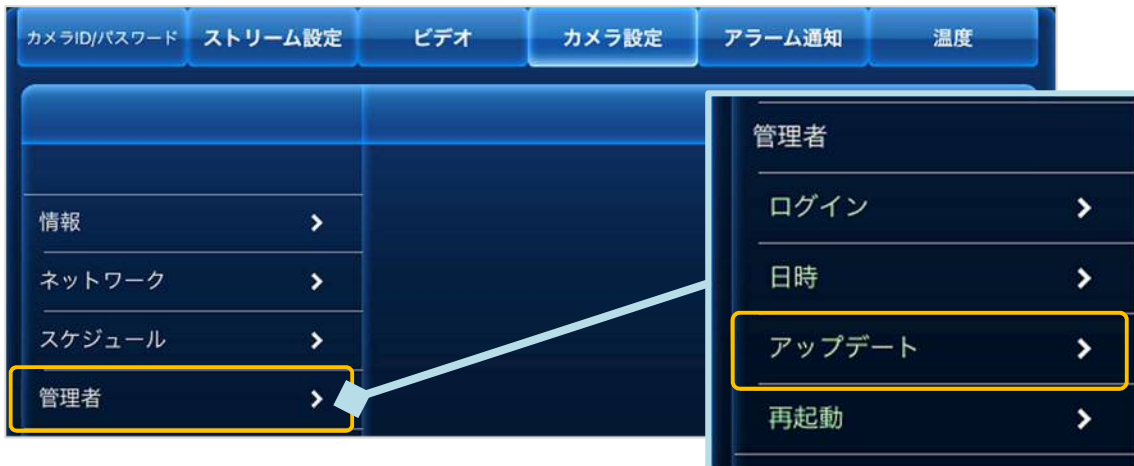 カメラID/パスワード
ストリーム設定
ビデオ
カメラ設定
アラーム通知
温度
情報
ネットワーク
スケジュール
管理者
管理者
ログイン
日時
アップデート
再起動